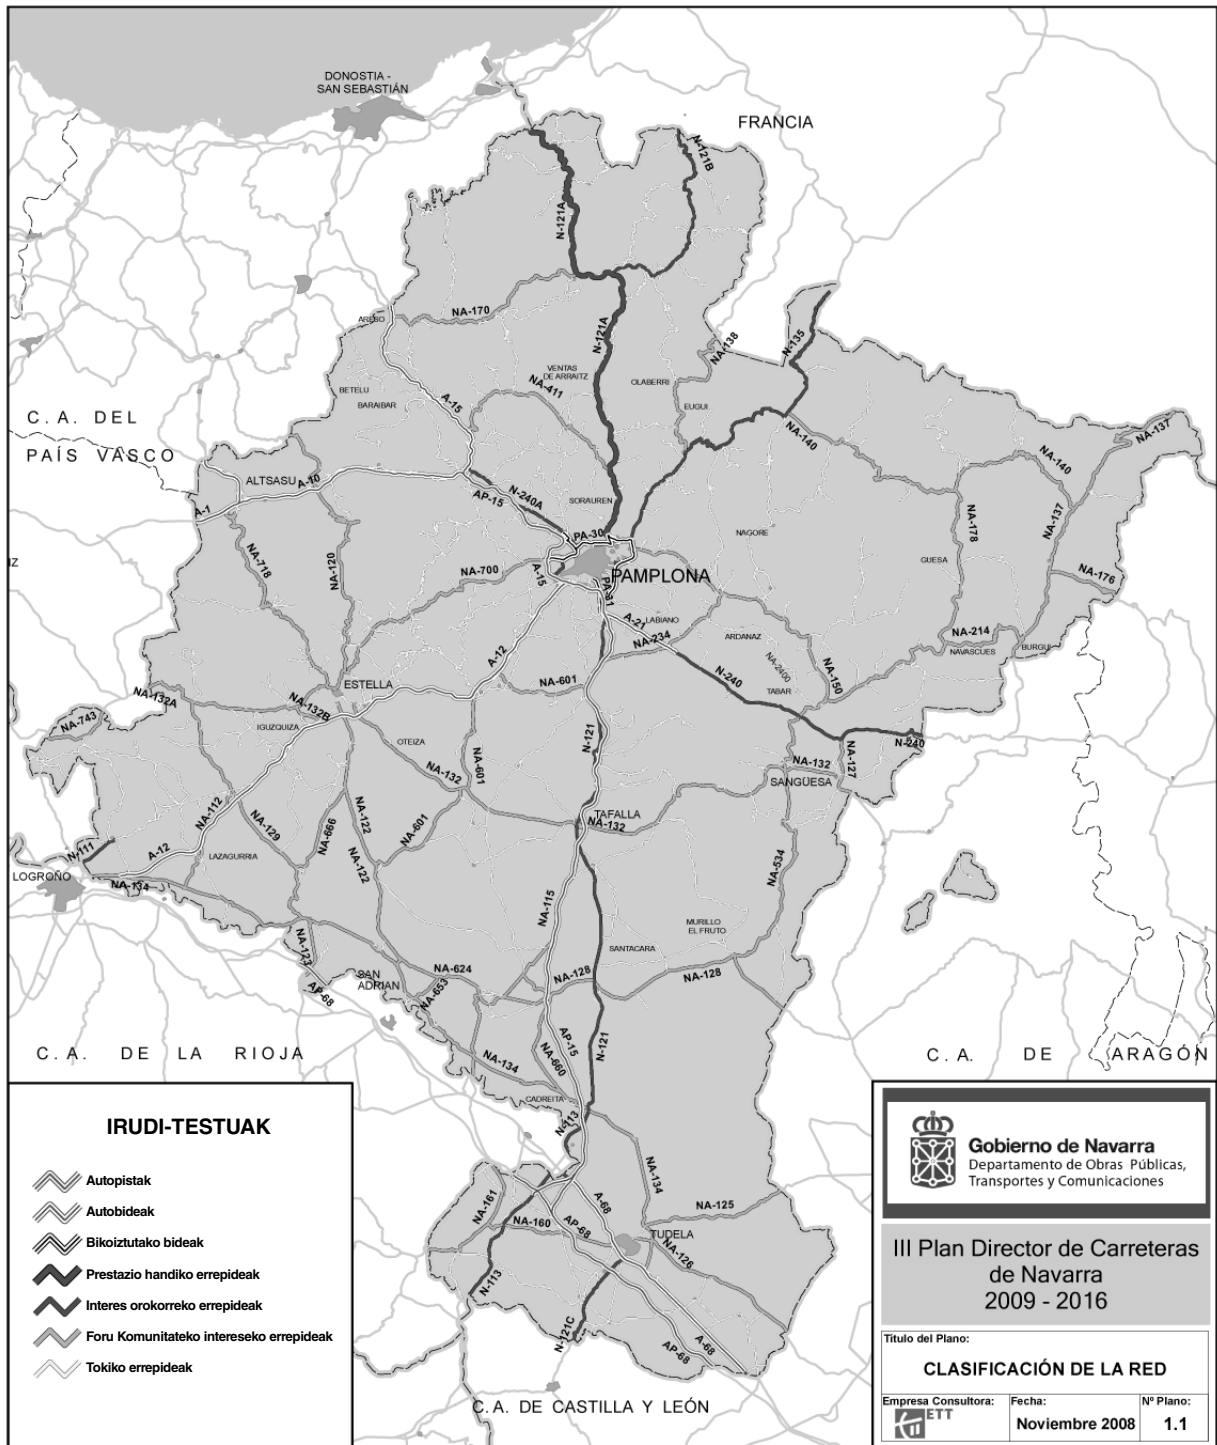 DONOSTIA -
SAN SEBASTIÁN
FRANCIA
N-121B
N-121A
NA-170
ARESO
N-121A
NA-138
N-135
VENTAS
DE ARRAITZ
OLABERRI
BETELU
BARAIBAR
A-15
NA-411
EUGUI
C. A. DEL
PAÍS VASCO
NA-140
NA-137
NA-140
ALTSASU
A-10
N-240A
AP-15
SORAUREN
A-1
PA-30
NAGORE
NA-178
NA-137
GUESA
IZ
NA-718
NA-120
NA-700
A-15
PAMPLONA
NA-176
PA-31
A-21
LABIANO
NA-234
ARDANAZ
NA-214
NAVASCUES
BURGUI
A-12
NA-2400
N-240
TABAR
NA-150
ESTELLA
NA-601
NA-132A
NA-132B
NA-743
IGUZQUIZA
OTEIZA
N-121
N-240
NA-127
NA-132
NA-601
NA-132
SANGÜESA
NA-112
NA-129
NA-666
NA-122
NA-601
TAFALLA
NA-132
N-111
A-12
LAZAGURRIA
NA-122
NA-534
LOGROÑO
NA-134
NA-115
MURILLO
EL FRUTO
SANTACARA
NA-123
NA-624
NA-128
NA-128
SAN
ADRIAN
NA-653
AP-68
AP-15
NA-660
N-121
C. A. DE LA RIOJA
C. A. DE ARAGÓN
NA-134
CADREITA
N-113
NA-134
NA-161
A-68
NA-125
NA-160
AP-68
TUDELA
NA-126
N-113
N-121C
AP-68
A-68
C.A. DE CASTILLA Y LEÓN
IRUDI-TESTUAK
Autopistak
Autobideak
Bikoiztutako bideak
Prestazio handiko errepideak
Interes orokorreko errepideak
Foru Komunitateko intereseko errepideak
Tokiko errepideak
Gobierno de Navarra
Departamento de Obras Públicas,
Transportes y Comunicaciones
III Plan Director de Carreteras
de Navarra
2009 - 2016
Titulo del Plano:
CLASIFICACIÓN DE LA RED
Empresa Consultora:
ETT
Fecha:
Noviembre 2008
Nº Plano:
1.1